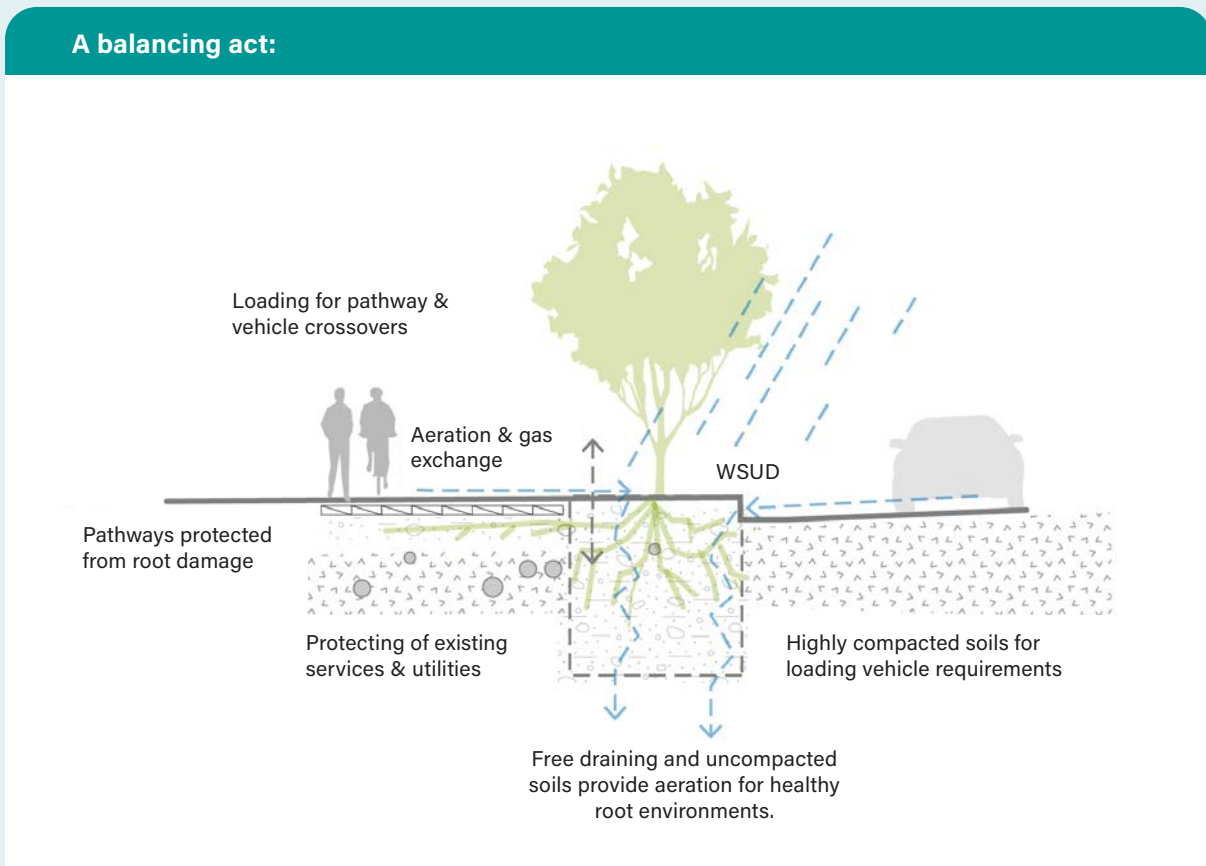 A balancing act:
Loading for pathway &
vehicle crossovers
Aeration & gas
exchange
WSUD
Pathways protected
from root damage
Protecting of existing
services & utilities
Highly compacted soils for
loading vehicle requirements
Free draining and uncompacted
soils provide aeration for healthy
root environments.